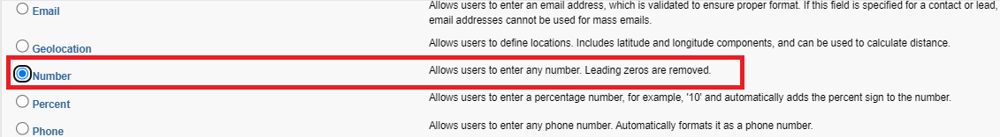 Email
Allows users to enter an email address, which is validated to ensure proper format. If this field is specified for a contact or lead,
email addresses cannot be used for mass emails.
Geolocation
Allows users to define locations. Includes latitude and longitude components, and can be used to calculate distance.
Number
Allows users to enter any number. Leading zeros are removed.
Percent
Allows users to enter a percentage number, for example, '10' and automatically adds the percent sign to the number.
Phone
Allows users to enter any phone number. Automatically formats it as a phone number.